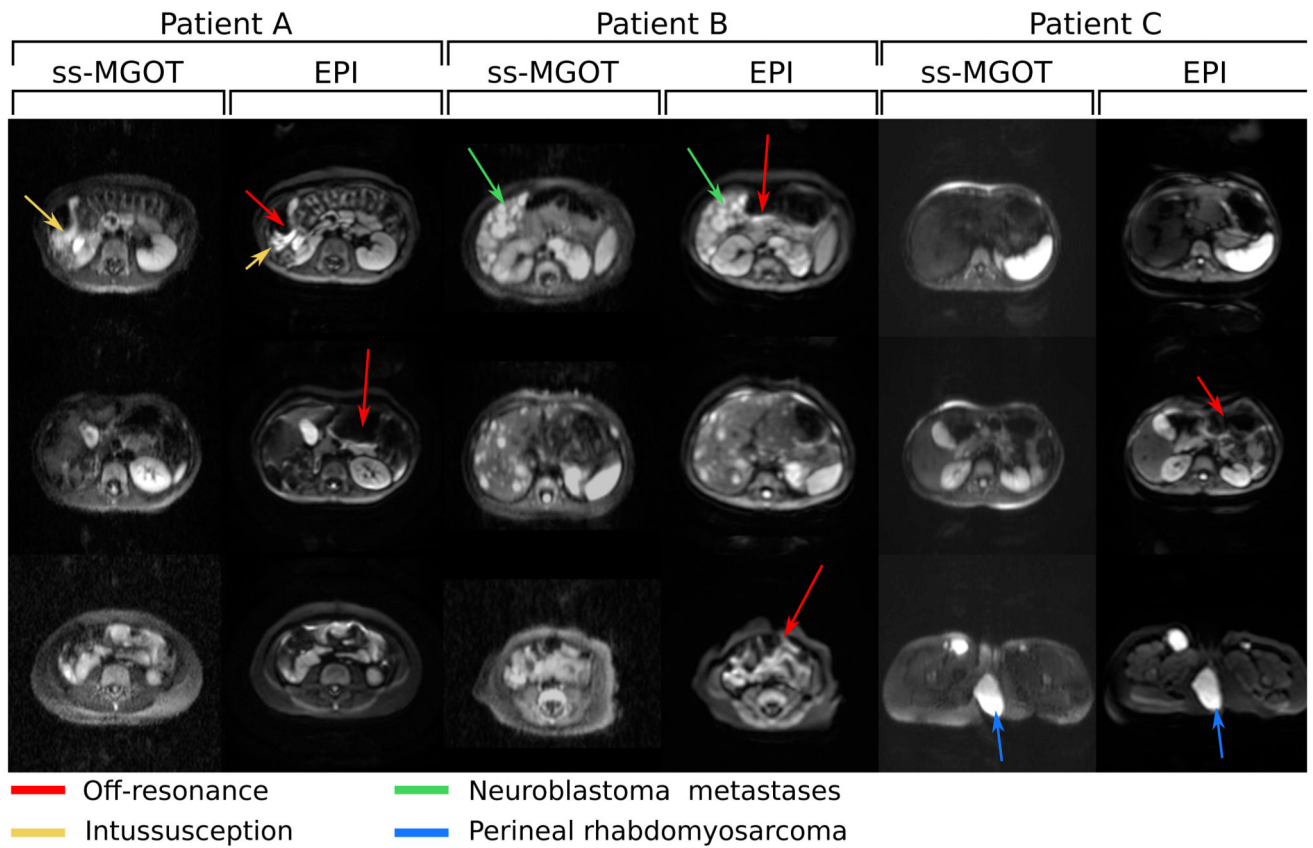 Patient A Patient B Patient C
ss-MGOT EPI ss-MGOT EPI ss-MGOT EPI
Off-resonance Neuroblastoma metastases
Intussusception Perineal rhabdomyosarcoma